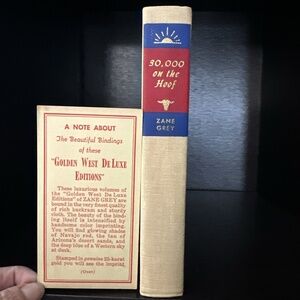 A NOTE ABOUT
The Beautiful Bindings
of these
"GOLDEN WEST DE LUXE
EDITIONS"
These luxurious volumes of
the "Golden West De Luxe
Editions" of ZANE GREY are
bound in the very finest quality
of rich buckram and sturdy
cloth. The beauty of the bind-
ing itself is intensified by
harmonious color imprinting.
You will find glowing shades
of Navajo red, the tan of
Arizona's desert sands, and
the deep blue of a Western sky
at dusk.
Stamped in genuine 23-karat
gold you will see the imprint,
(Over)
30,000
on the
Hoof
ZANE
GREY